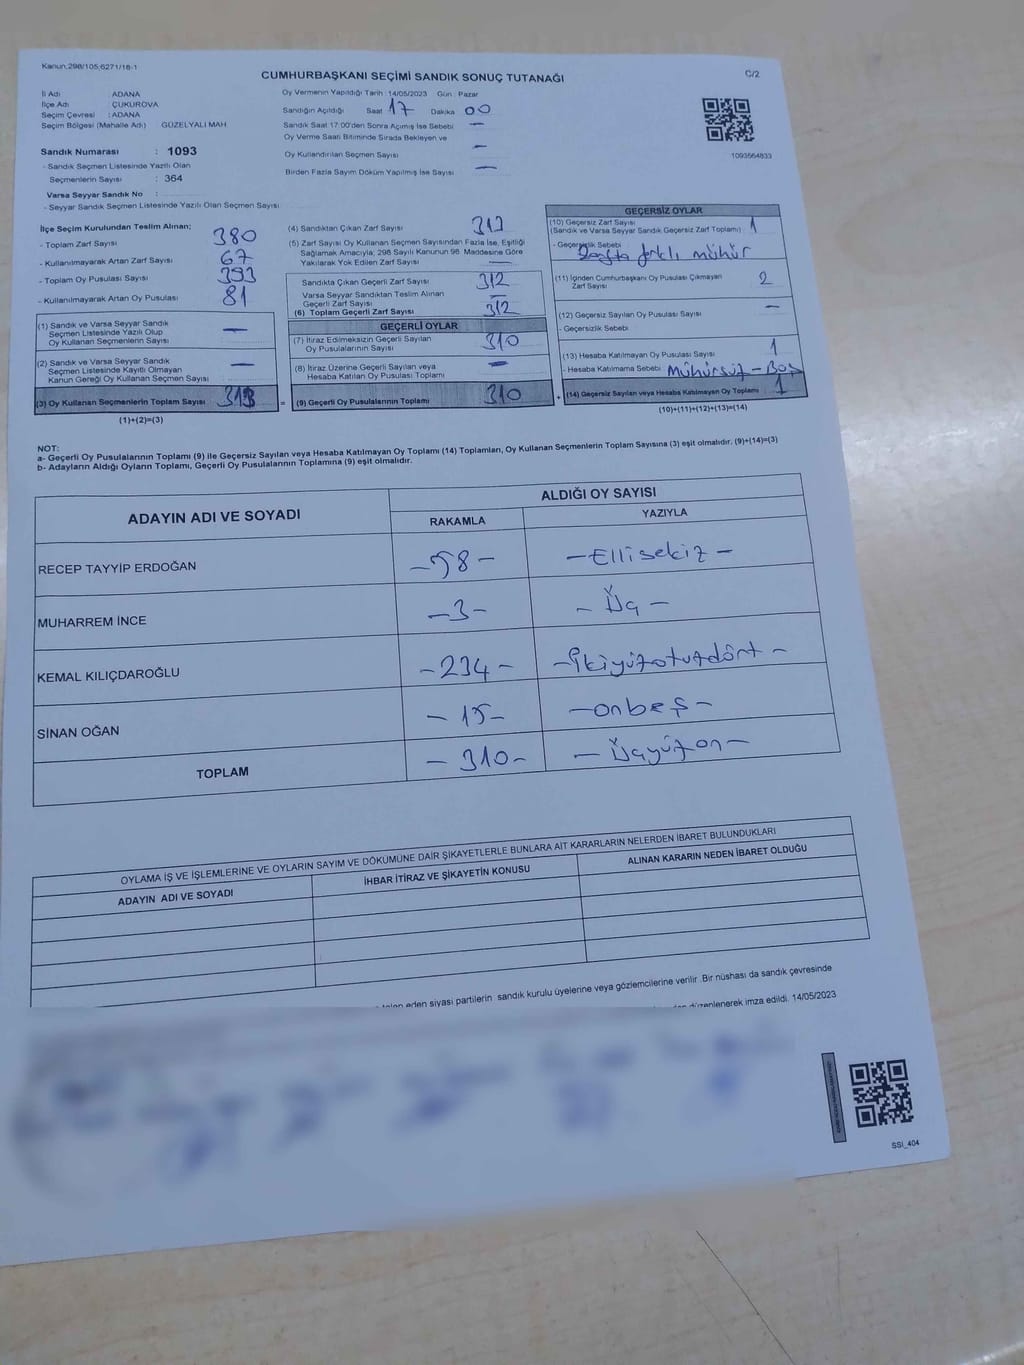 Kanun,298/105,6271/18-1
CUMHURBAŞKANI SEÇİMİ SANDIK SONUÇ TUTANAĞI
C/2
İl Adı : ADANA
İlçe Adı : ÇUKUROVA
Seçim Çevresi : ADANA
Seçim Bölgesi (Mahalle Adı) GÜZELYALI MAH
Sandık Numarası : 1093
- Sandık Seçmen Listesinde Yazılı Olan
Seçmenlerin Sayısı : 364
Varsa Seyyar Sandık No :
- Seyyar Sandık Seçmen Listesinde Yazılı Olan Seçmen Sayısı
Oy Vermenin Yapıldığı Tarih : 14/05/2023 Gün : Pazar
Sandığın Açıldığı Saat 17 Dakika 00
Sandık Saat 17:00'den Sonra Açımış İse Sebebi —
Oy Verme Saati Bitiminde Sırada Bekleyen ve
Oy Kullandırılan Seçmen Sayısı —
Birden Fazla Sayım Döküm Yapılmış İse Sayısı —
1093564833
İlçe Seçim Kurulundan Teslim Alınan;
- Toplam Zarf Sayısı 380
- Kullanılmayarak Artan Zarf Sayısı 67
- Toplam Oy Pusulası Sayısı 393
- Kullanılmayarak Artan Oy Pusulası 81
(1) Sandık ve Varsa Seyyar Sandık
Seçmen Listesinde Yazılı Olup
Oy Kullanan Seçmenlerin Sayısı —
(2) Sandık ve Varsa Seyyar Sandık
Seçmen Listesinde Kayıtlı Olmayan
Kanun Gereği Oy Kullanan Seçmen Sayısı —
(3) Oy Kullanan Seçmenlerin Toplam Sayısı 313
(1)+(2)=(3)
(4) Sandıktan Çıkan Zarf Sayısı 313
(5) Zarf Sayısı Oy Kullanan Seçmen Sayısından Fazla İse, Eşitliği
Sağlamak Amacıyla; 298 Sayılı Kanunun 98. Maddesine Göre
Yakılarak Yok Edilen Zarf Sayısı —
Sandıkta Çıkan Geçerli Zarf Sayısı 312
Varsa Seyyar Sandıktan Teslim Alınan
Geçerli Zarf Sayısı —
(6) Toplam Geçerli Zarf Sayısı 312
GEÇERLİ OYLAR
(7) İtiraz Edilmeksizin Geçerli Sayılan
Oy Pusulalarının Sayısı 310
(8) İtiraz Üzerine Geçerli Sayılan veya
Hesaba Katılan Oy Pusulası Toplamı —
= (9) Geçerli Oy Pusulalarının Toplamı 310
GEÇERSİZ OYLAR
(10) Geçersiz Zarf Sayısı
(Sandık ve Varsa Seyyar Sandık Geçersiz Zarf Toplamı) 1
- Geçersizlik Sebebi
Zarfta farklı mühür
(11) İçinden Cumhurbaşkanı Oy Pusulası Çıkmayan
Zarf Sayısı 2
(12) Geçersiz Sayılan Oy Pusulası Sayısı —
- Geçersizlik Sebebi
(13) Hesaba Katılmayan Oy Pusulası Sayısı 1
- Hesaba Katılmama Sebebi Mühürsüz - Boş
+ (14) Geçersiz Sayılan veya Hesaba Katılmayan Oy Toplamı 1
(10)+(11)+(12)+(13)=(14)
NOT:
a- Geçerli Oy Pusulalarının Toplamı (9) ile Geçersiz Sayılan veya Hesaba Katılmayan Oy Toplamı (14) Toplamları, Oy Kullanan Seçmenlerin Toplam Sayısına (3) eşit olmalıdır. (9)+(14)=(3)
b- Adayların Aldığı Oyların Toplamı, Geçerli Oy Pusulalarının Toplamına (9) eşit olmalıdır.
ADAYIN ADI VE SOYADI
ALDIĞI OY SAYISI
RAKAMLA YAZIYLA
RECEP TAYYİP ERDOĞAN -58- -Ellisekiz-
MUHARREM İNCE -3- -Üç-
KEMAL KILIÇDAROĞLU -234- -İkiyüzotuzdört-
SİNAN OĞAN -15- -onbeş-
TOPLAM -310- -Üçyüzon-
OYLAMA İŞ VE İŞLEMLERİNE VE OYLARIN SAYIM VE DÖKÜMÜNE DAİR ŞİKAYETLERLE BUNLARA AİT KARARLARIN NELERDEN İBARET BULUNDUKLARI
ADAYIN ADI VE SOYADI İHBAR İTİRAZ VE ŞİKAYETİN KONUSU ALINAN KARARIN NEDEN İBARET OLDUĞU
eden siyasi partilerin sandık kurulu üyelerine veya gözlemcilerine verilir .Bir nüshası da sandık çevresinde
düzenlenerek imza edildi. 14/05/2023
SSI_404